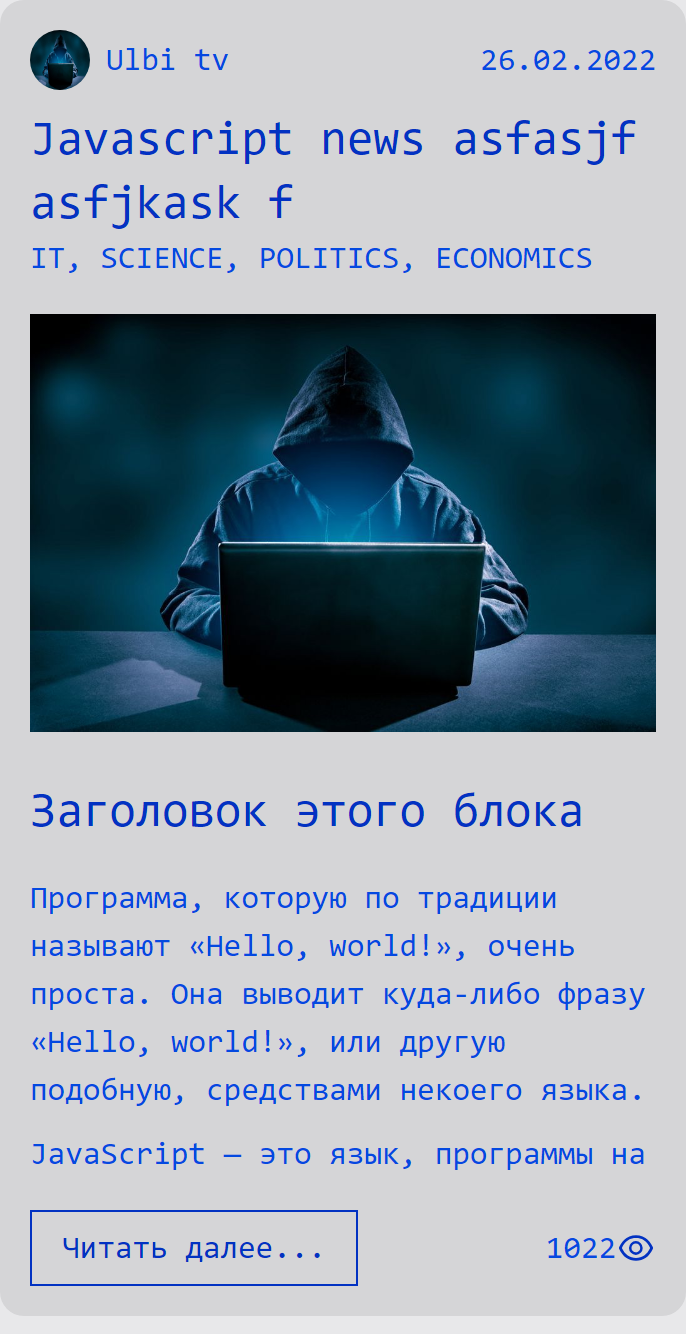 Ulbi tv 26.02.2022
Javascript news asfasjf
asfjkask f
IT, SCIENCE, POLITICS, ECONOMICS
Заголовок этого блока
Программа, которую по традиции
называют «Hello, world!», очень
проста. Она выводит куда-либо фразу
«Hello, world!», или другую
подобную, средствами некоего языка.
JavaScript — это язык, программы на
Читать далее... 1022